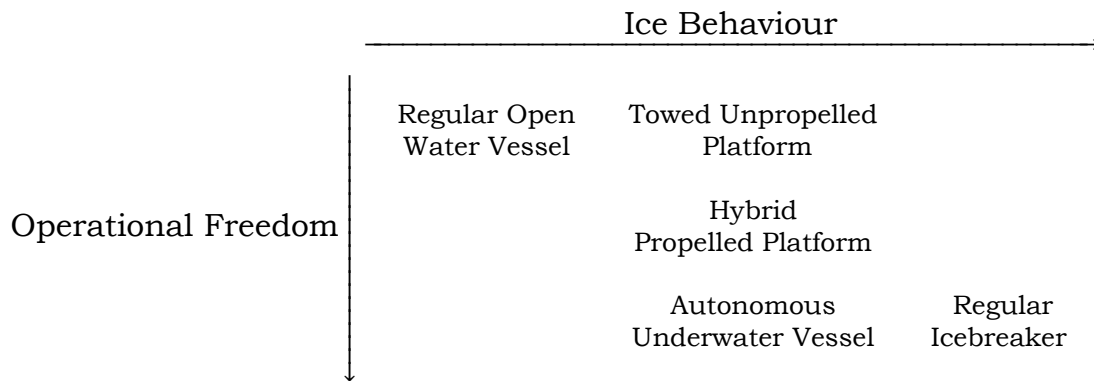 Ice Behaviour
Regular Open
Water Vessel
Towed Unpropelled
Platform
Operational Freedom
Hybrid
Propelled Platform
Autonomous
Underwater Vessel
Regular
Icebreaker